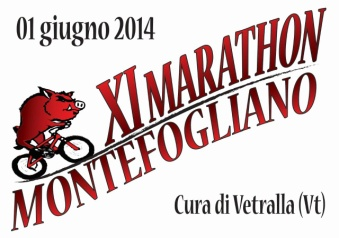 01 giugno 2014
XI MARATHON
MONTEFOGLIANO
Cura di Vetralla (Vt)